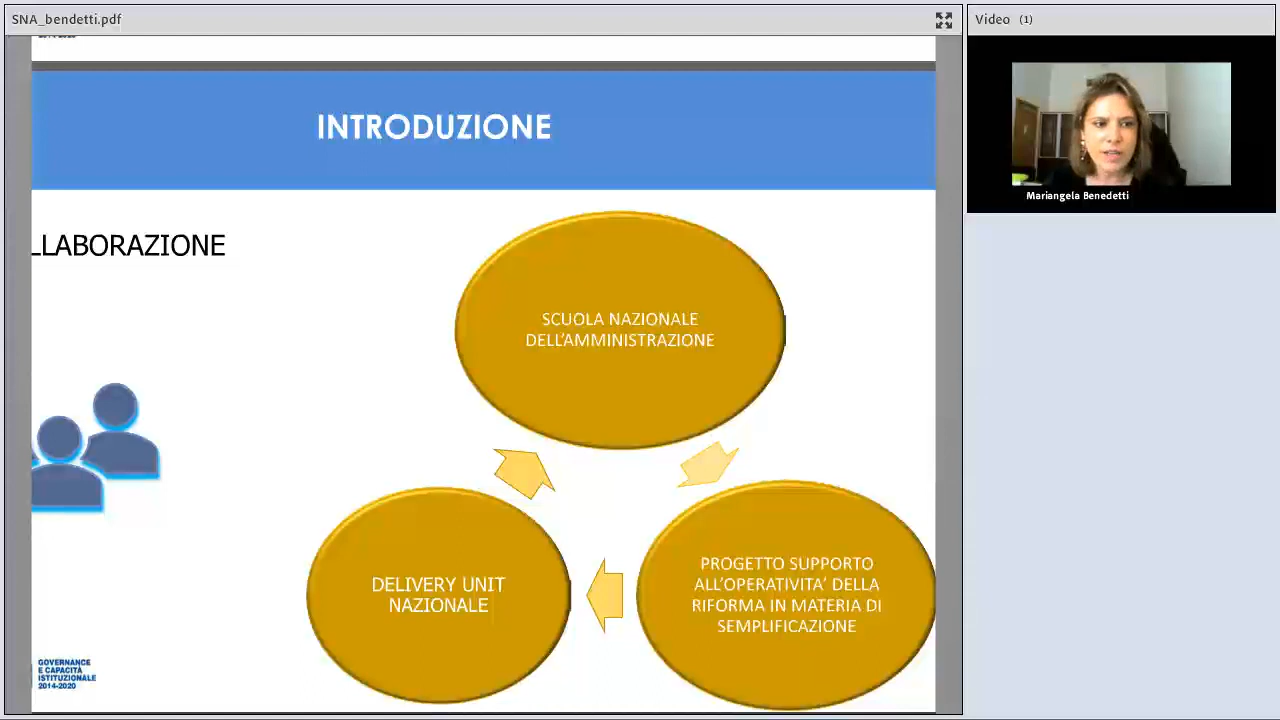 SNA_bendetti.pdf
Video (1)
INTRODUZIONE
LLABORAZIONE
SCUOLA NAZIONALE
DELL'AMMINISTRAZIONE
DELIVERY UNIT
NAZIONALE
PROGETTO SUPPORTO
ALL'OPERATIVITA' DELLA
RIFORMA IN MATERIA DI
SEMPLIFICAZIONE
GOVERNANCE
E CAPACITÀ
ISTITUZIONALE
2014-2020
Mariangela Benedetti